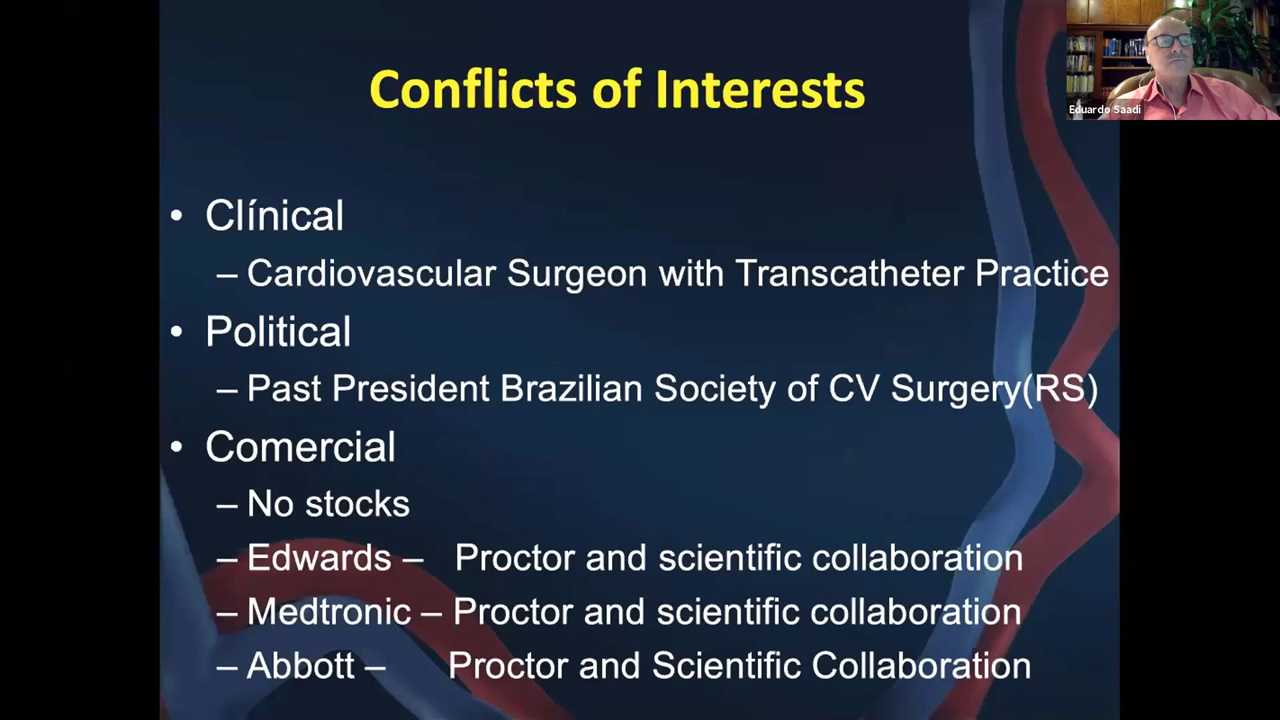 Conflicts of Interests
Eduardo Saadi
• Clínical
– Cardiovascular Surgeon with Transcatheter Practice
• Political
– Past President Brazilian Society of CV Surgery(RS)
• Comercial
– No stocks
– Edwards – Proctor and scientific collaboration
– Medtronic – Proctor and scientific collaboration
– Abbott – Proctor and Scientific Collaboration